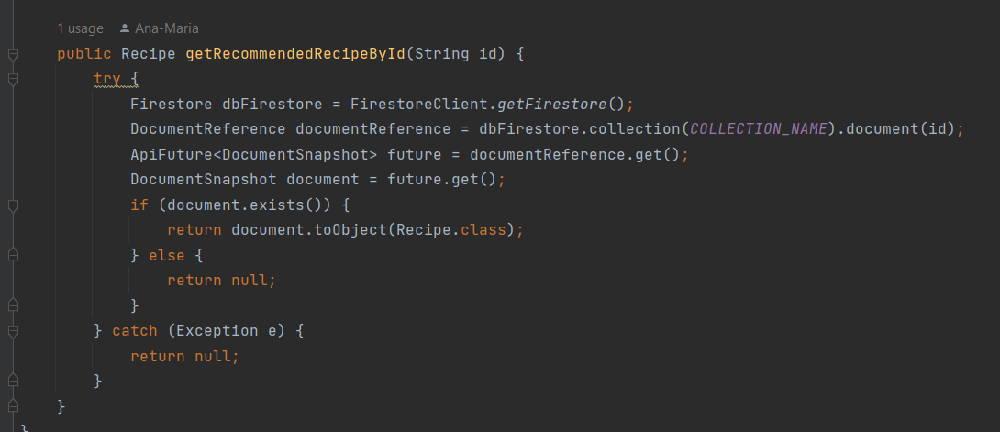 1 usage Ana-Maria
public Recipe getRecommendedRecipeById(String id) {
try {
Firestore dbFirestore = FirestoreClient.getFirestore();
DocumentReference documentReference = dbFirestore.collection(COLLECTION_NAME).document(id);
ApiFuture<DocumentSnapshot> future = documentReference.get();
DocumentSnapshot document = future.get();
if (document.exists()) {
return document.toObject(Recipe.class);
} else {
return null;
}
} catch (Exception e) {
return null;
}
}
}